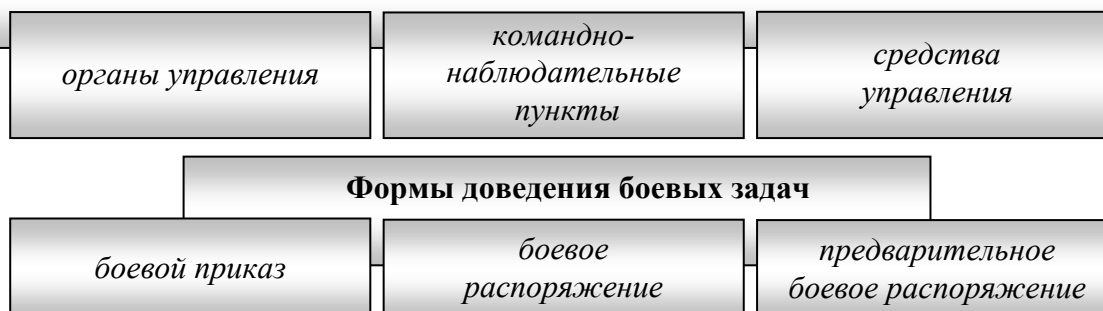 органы управления
командно-
наблюдательные
пункты
средства
управления
Формы доведения боевых задач
боевой приказ
боевое
распоряжение
предварительное
боевое распоряжение